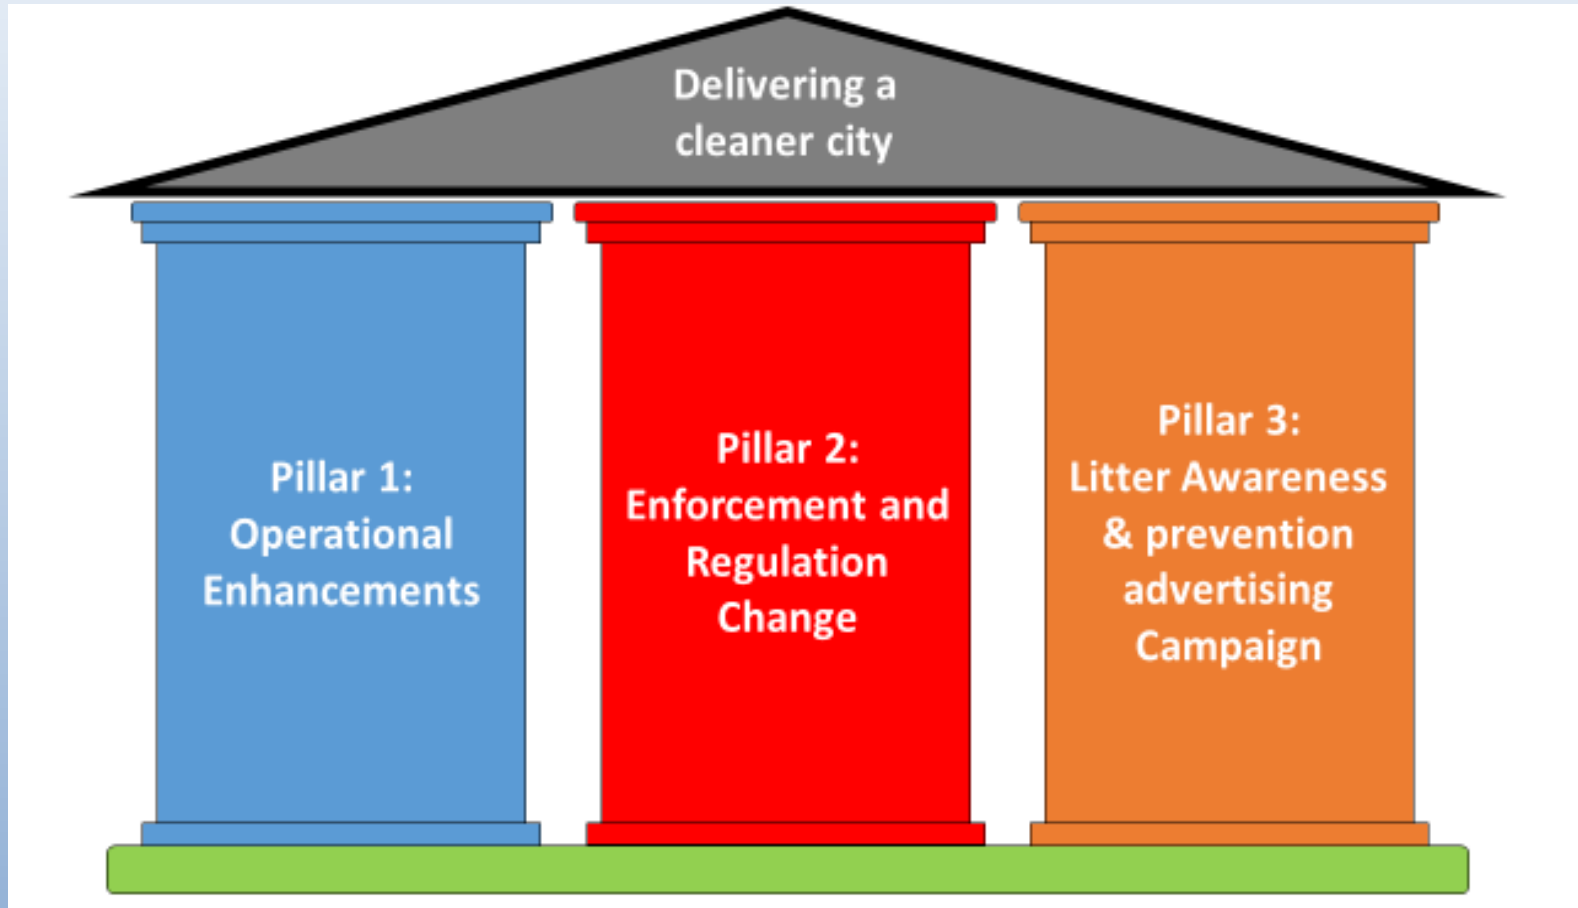 Delivering a
cleaner city
Pillar 1:
Operational
Enhancements
Pillar 2:
Enforcement and
Regulation
Change
Pillar 3:
Litter Awareness
& prevention
advertising
Campaign